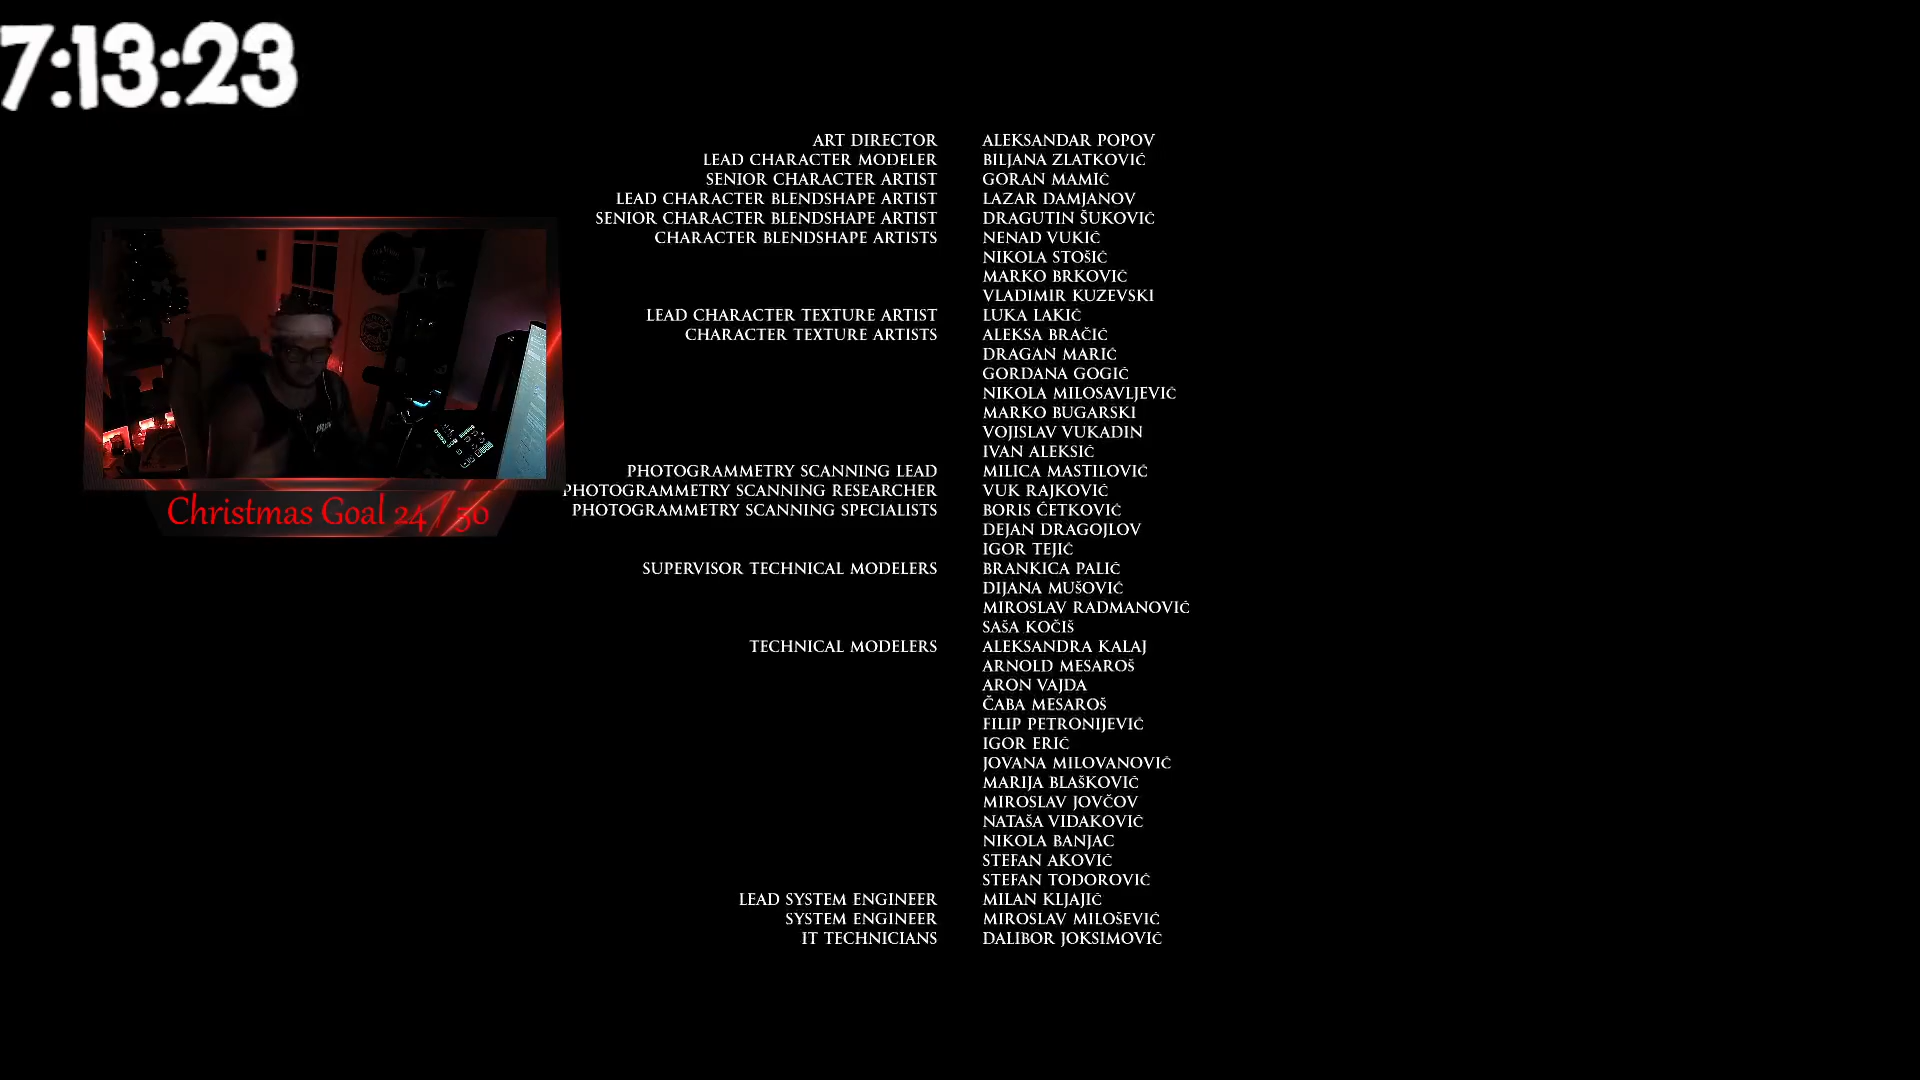 7:13:23
ART DIRECTOR ALEKSANDAR POPOV
LEAD CHARACTER MODELER BILJANA ZLATKOVIĆ
SENIOR CHARACTER ARTIST GORAN MAMIĆ
LEAD CHARACTER BLENDSHAPE ARTIST LAZAR DAMJANOV
SENIOR CHARACTER BLENDSHAPE ARTIST DRAGUTIN ŠUKOVIĆ
CHARACTER BLENDSHAPE ARTISTS NENAD VUKIĆ
NIKOLA STOŠIĆ
MARKO BRKOVIĆ
VLADIMIR KUZEVSKI
LEAD CHARACTER TEXTURE ARTIST LUKA LAKIĆ
CHARACTER TEXTURE ARTISTS ALEKSA BRAČIĆ
DRAGAN MARIĆ
GORDANA GOGIĆ
NIKOLA MILOSAVLJEVIĆ
MARKO BUGARSKI
VOJISLAV VUKADIN
IVAN ALEKSIĆ
PHOTOGRAMMETRY SCANNING LEAD MILICA MASTILOVIĆ
PHOTOGRAMMETRY SCANNING RESEARCHER VUK RAJKOVIĆ
PHOTOGRAMMETRY SCANNING SPECIALISTS BORIS ĆETKOVIĆ
DEJAN DRAGOJLOV
IGOR TEJIĆ
SUPERVISOR TECHNICAL MODELERS BRANKICA PALIĆ
DIJANA MUŠOVIĆ
MIROSLAV RADMANOVIĆ
SAŠA KOČIŠ
TECHNICAL MODELERS ALEKSANDRA KALAJ
ARNOLD MESAROŠ
ARON VAJDA
ČABA MESAROŠ
FILIP PETRONIJEVIĆ
IGOR ERIĆ
JOVANA MILOVANOVIĆ
MARIJA BLAŠKOVIĆ
MIROSLAV JOVČOV
NATAŠA VIDAKOVIĆ
NIKOLA BANJAC
STEFAN AKOVIĆ
STEFAN TODOROVIĆ
LEAD SYSTEM ENGINEER MILAN KLJAJIĆ
SYSTEM ENGINEER MIROSLAV MILOŠEVIĆ
IT TECHNICIANS DALIBOR JOKSIMOVIĆ
Christmas Goal 24 / 50